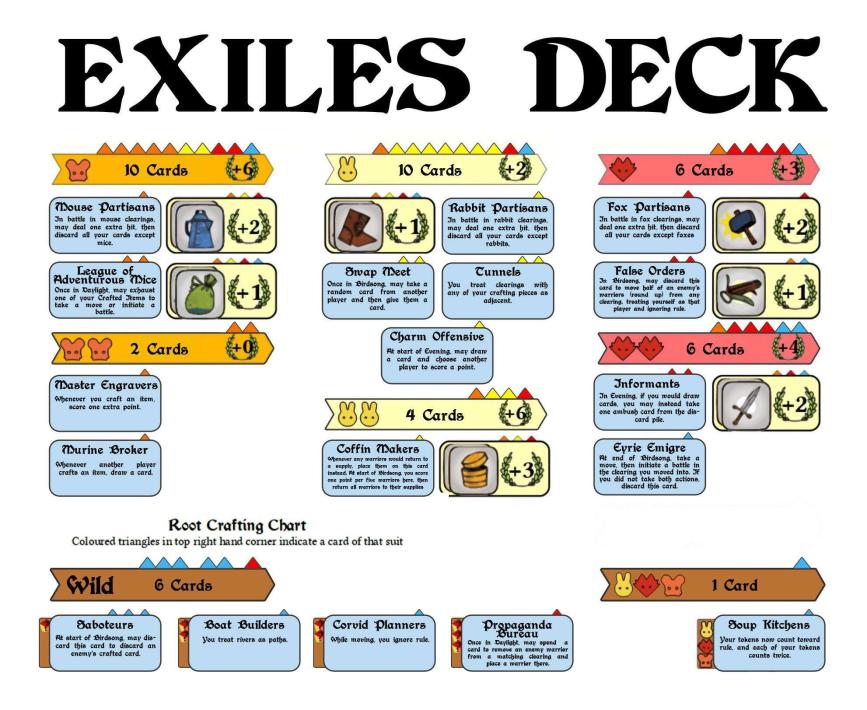 EXILES DECK
10 Cards
+6
10 Cards
+2
6 Cards
+3
Mouse Partisans
In battle in mouse clearings,
may deal one extra hit, then
discard all your cards except
mice.
+2
+1
Rabbit Partisans
In battle in rabbit clearings,
may deal one extra hit, then
discard all your cards except
rabbits.
Fox Partisans
In battle in fox clearings, may
deal one extra hit, then discard
all your cards except foxes
+2
League of
Adventurous Mice
Once in Daylight, may exhaust
one of your Crafted Items to
take a move or initiate a
battle.
+1
Swap Meet
Once in Birdsong, may take a
random card from another
player and then give them a
card.
Tunnels
You treat clearings with
any of your crafting pieces as
adjacent.
False Orders
In Birdsong, may discard this
card to move half of an enemy's
warriors (round up) from any
clearing, treating yourself as that
player and ignoring rule.
+1
2 Cards
+0
Charm Offensive
At start of Evening, may draw
a card and choose another
player to score a point.
6 Cards
+4
Master Engravers
Whenever you craft an item,
score one extra point.
4 Cards
+6
Informants
In Evening, if you would draw
cards, you may instead take
one ambush card from the dis-
card pile.
+2
Murine Broker
Whenever another player
crafts an item, draw a card.
Coffin Makers
Whenever any warriors would return to
a supply, place them on this card
instead. At start of Birdsong, you score
one point per five warriors here, then
return all warriors to their supplies
+3
Eyrie Emigre
At end of Birdsong, take a
move, then initiate a battle in
the clearing you moved into. If
you did not take both actions,
discard this card.
Root Crafting Chart
Coloured triangles in top right hand corner indicate a card of that suit
Wild
6 Cards
1 Card
Saboteurs
At start of Birdsong, may dis-
card this card to discard an
enemy's crafted card.
Boat Builders
You treat rivers as paths.
Corvid Planners
While moving, you ignore rule.
Propaganda
Bureau
Once in Daylight, may spend a
card to remove an enemy warrior
from a matching clearing and
place a warrior there.
Soup Kitchens
Your tokens now count toward
rule, and each of your tokens
counts twice.